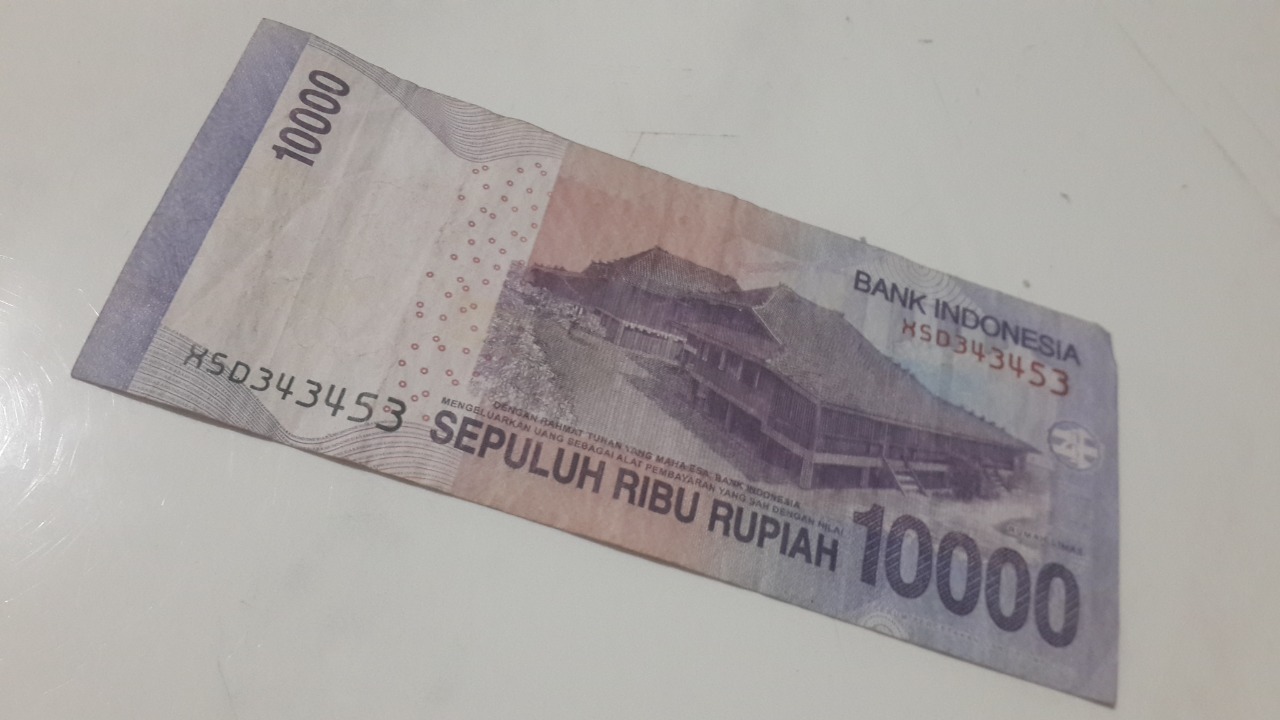 10000
BANK INDONESIA
XSD343453
XSD343453
DENGAN RAHMAT TUHAN YANG MAHA ESA, BANK INDONESIA
MENGELUARKAN UANG SEBAGAI ALAT PEMBAYARAN YANG SAH DENGAN NILAI
SEPULUH RIBU RUPIAH
10000